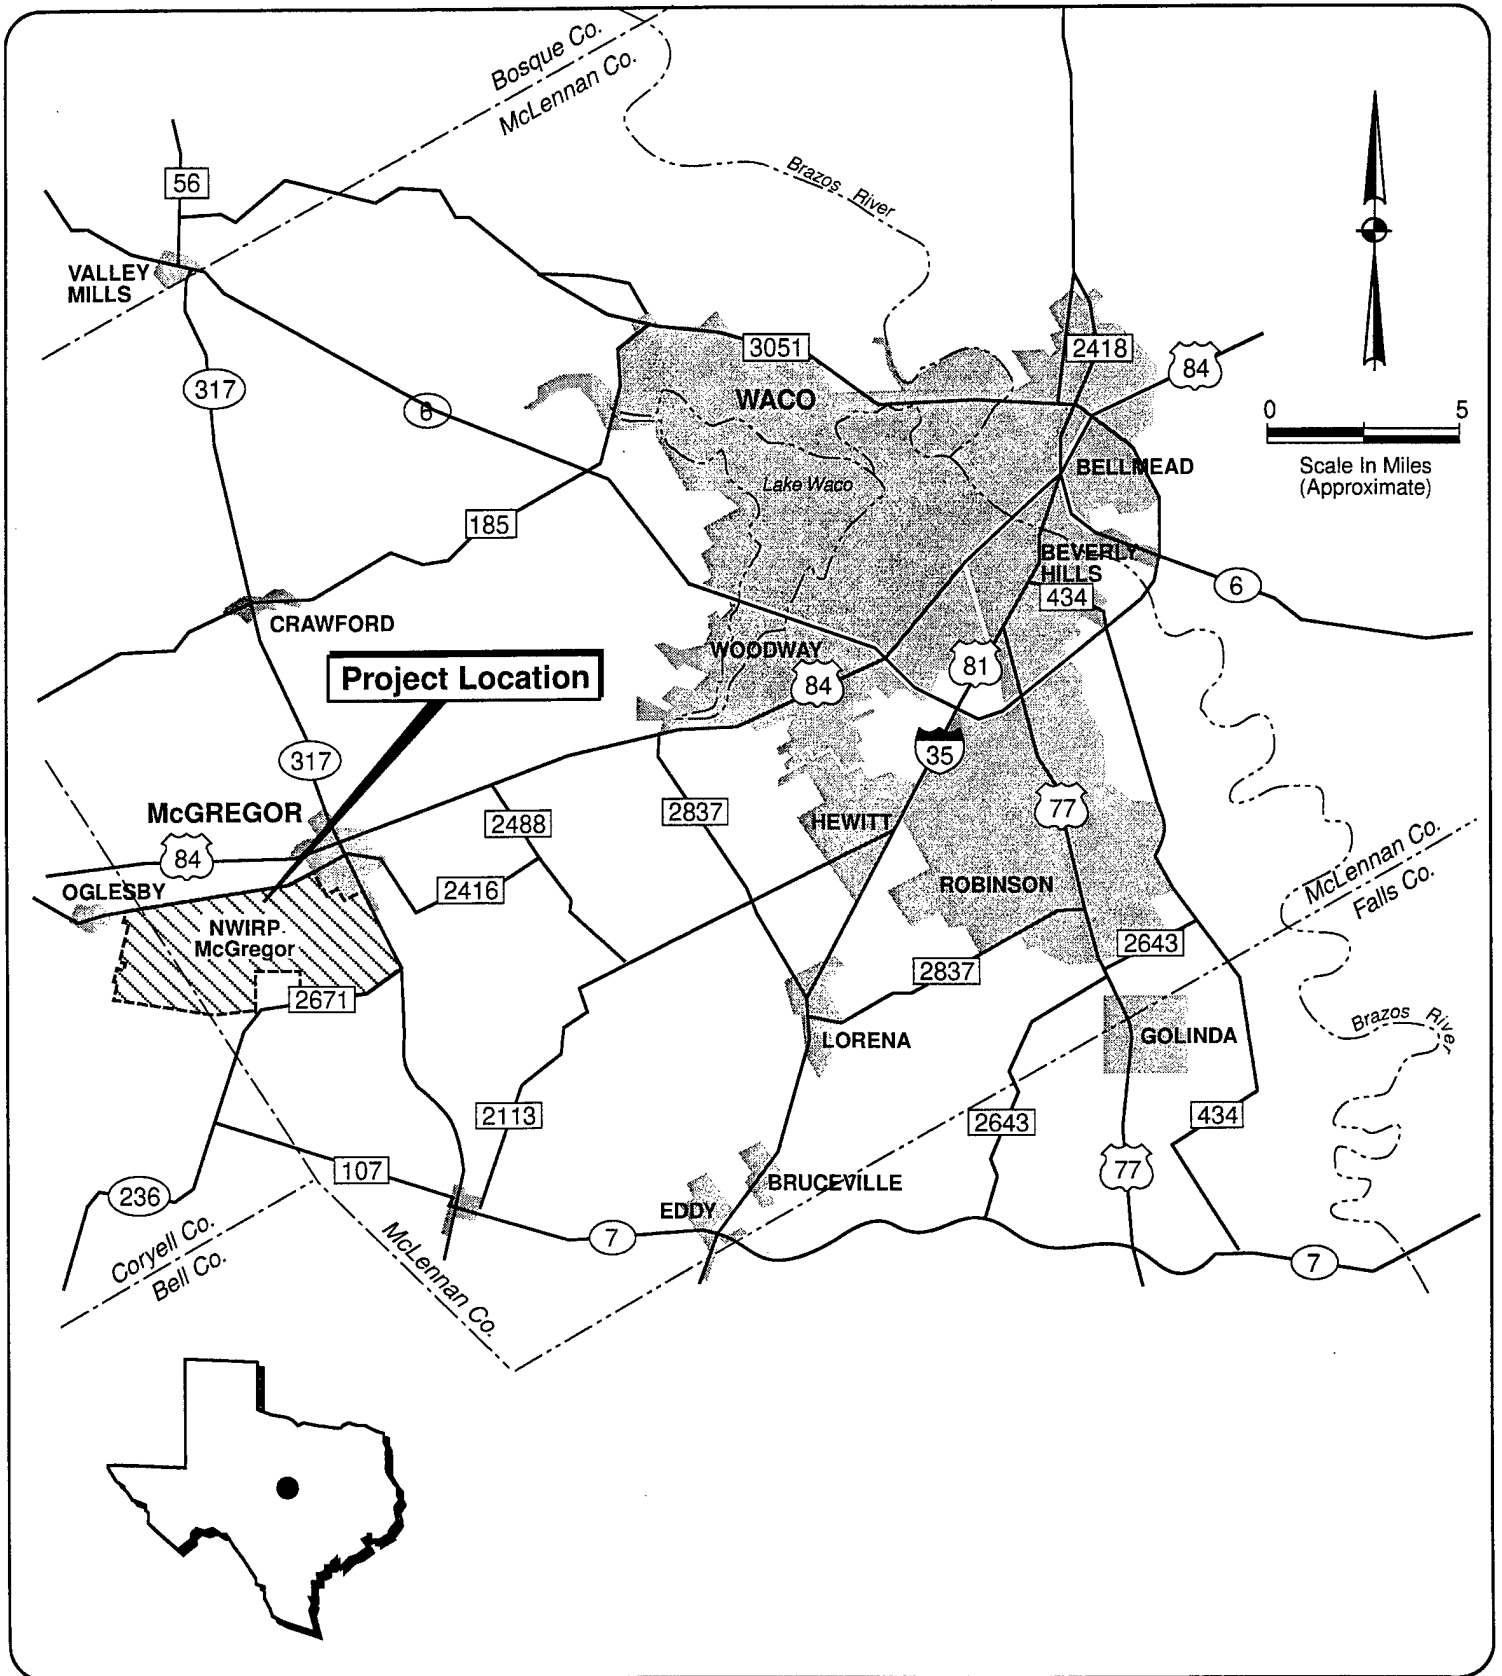 Bosque Co.
McLennan Co.
Brazos River
56
VALLEY
MILLS
317
6
3051
2418
84
WACO
0 5
Scale In Miles
(Approximate)
BELLMEAD
Lake Waco
185
BEVERLY
HILLS
434
6
CRAWFORD
WOODWAY
84
81
Project Location
35
317
McGREGOR
84
2488
2837
HEWITT
77
McLennan Co.
Falls Co.
OGLESBY
2416
ROBINSON
NWIRP
McGregor
2671
2837
2643
Brazos River
LORENA
GOLINDA
2113
2643
434
107
77
236
BRUCEVILLE
EDDY
7
7
Coryell Co.
Bell Co.
McLennan Co.